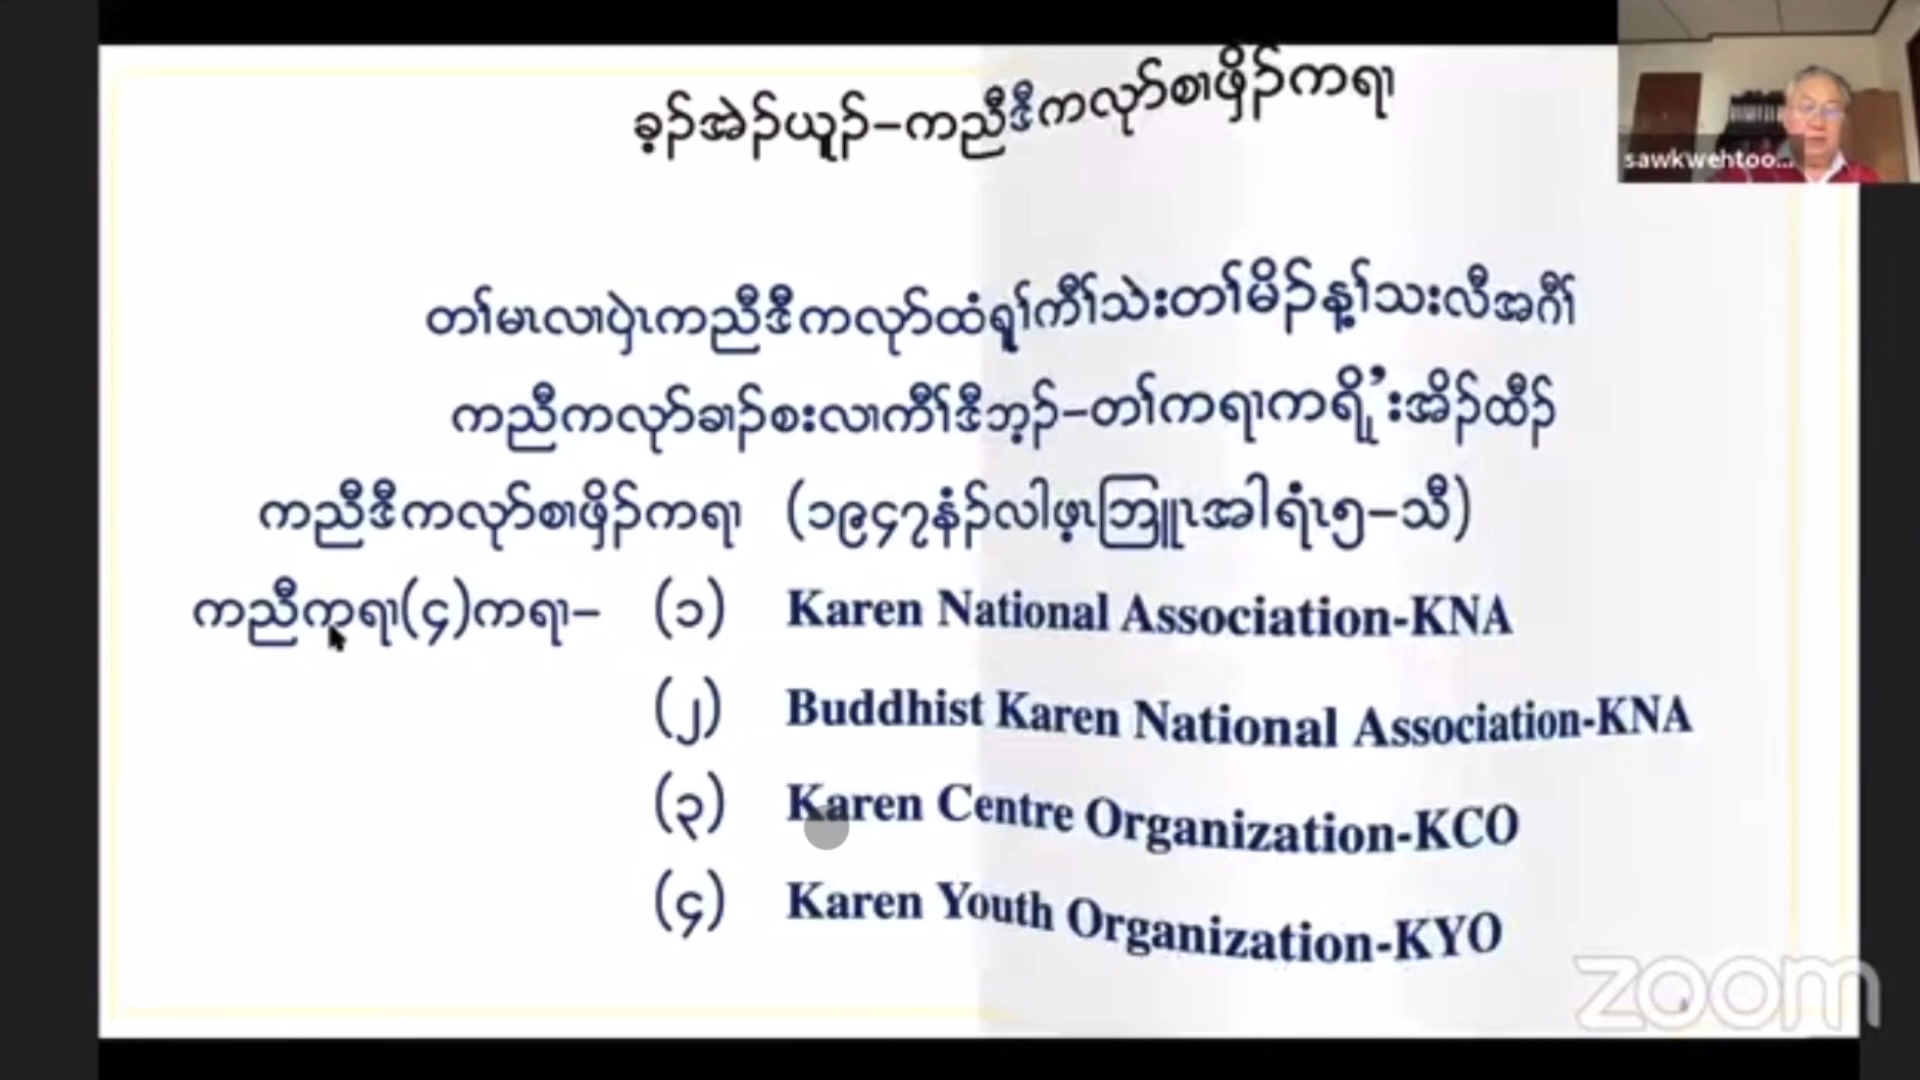 ခ့ၣ်အဲၣ်ယူၣ်–ကညီဒီကလုာ်စၢဖှိၣ်ကရၢ
sawkwehtoo...
တၢ်မၤလၢပှဲၤကညီဒီကလုာ်ထံရူၢ်ကီၢ်သဲးတၢ်မိၣ်န့ၢ်သးလီအဂီၢ်
ကညီကလုာ်ခၢၣ်စးလၢကီၢ်ဒီဘ့ၣ်–တၢ်ကရၢကရိအိၣ်ထီၣ်
ကညီဒီကလုာ်စၢဖှိၣ်ကရၢ (၁၉၄၇နံၣ်လါဖ့ၤဘြူၤအါရံၤ၅–သီ)
ကညီကရၢ(၄)ကရၢ– (၁) Karen National Association-KNA
(၂) Buddhist Karen National Association-KNA
(၃) Karen Centre Organization-KCO
(၄) Karen Youth Organization-KYO
zoom